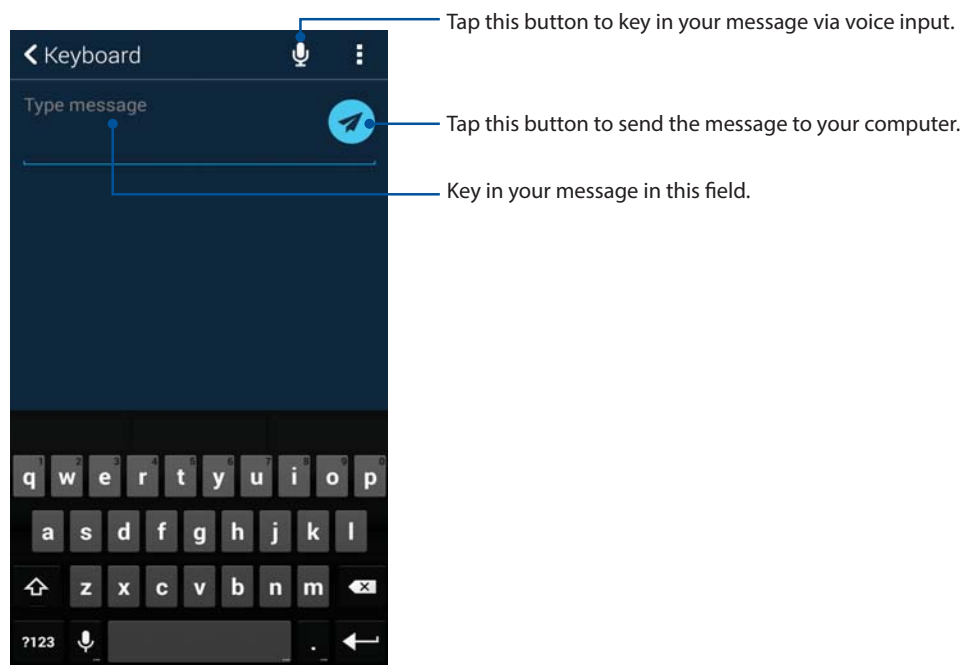 Tap this button to key in your message via voice input.
Keyboard
Type message
Tap this button to send the message to your computer.
Key in your message in this field.
1 2 3 5 6 7 8 9 0
q w e r t y u i o p
a s d f g h j k l
z x c v b n m
?123 .